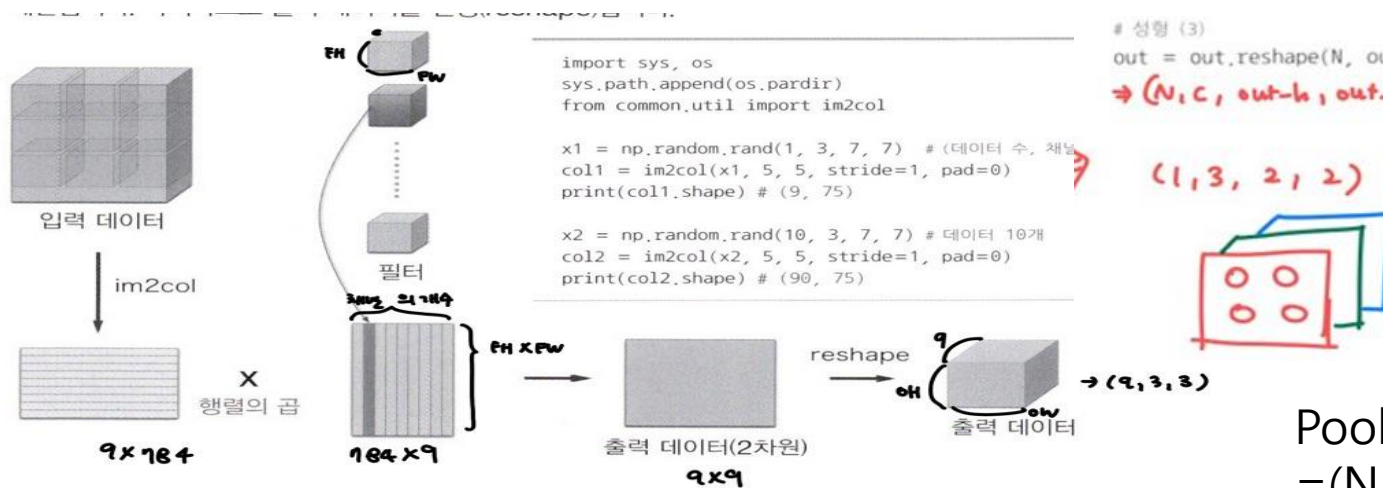 C
FH
FW
입력 데이터
im2col
필터
의 개수
X
행렬의 곱
FH X FW
9 x 784
784 x 9
출력 데이터(2차원)
9x9
reshape
9
OH
OW
출력 데이터
→ (9, 3, 3)
import sys, os
sys.path.append(os.pardir)
from common.util import im2col
x1 = np.random.rand(1, 3, 7, 7) # (데이터 수, 채널
col1 = im2col(x1, 5, 5, stride=1, pad=0)
print(col1.shape) # (9, 75)
x2 = np.random.rand(10, 3, 7, 7) # 데이터 10개
col2 = im2col(x2, 5, 5, stride=1, pad=0)
print(col2.shape) # (90, 75)
# 성형 (3)
out = out.reshape(N, ou
⇒ (N, C, out-h, out-
(1, 3, 2, 2)
Pool
=(N